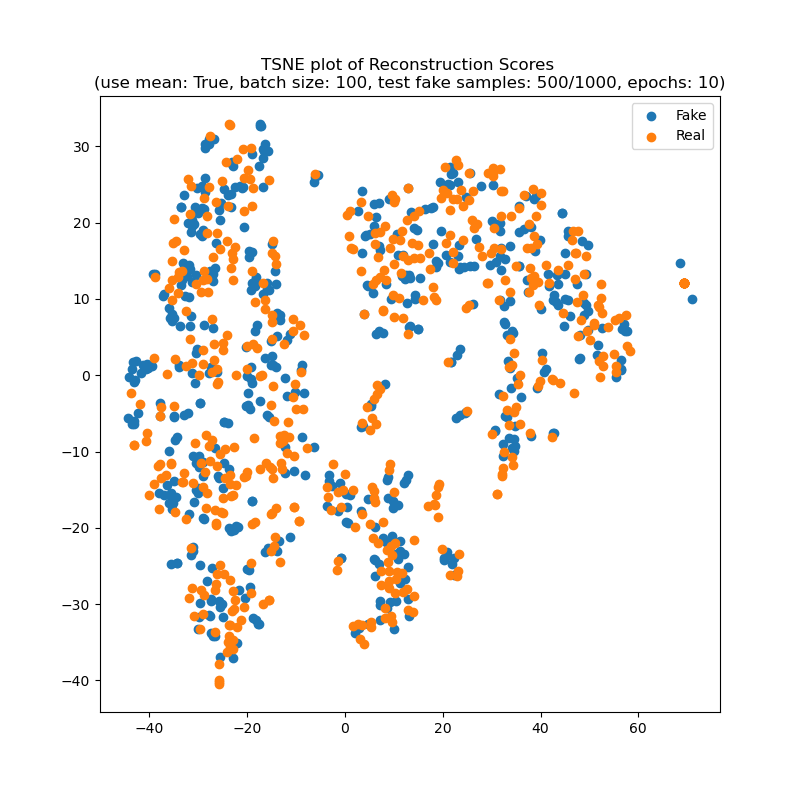 TSNE plot of Reconstruction Scores
(use mean: True, batch size: 100, test fake samples: 500/1000, epochs: 10)
Fake
Real
30
20
10
0
−10
−20
−30
−40
−40 −20 0 20 40 60